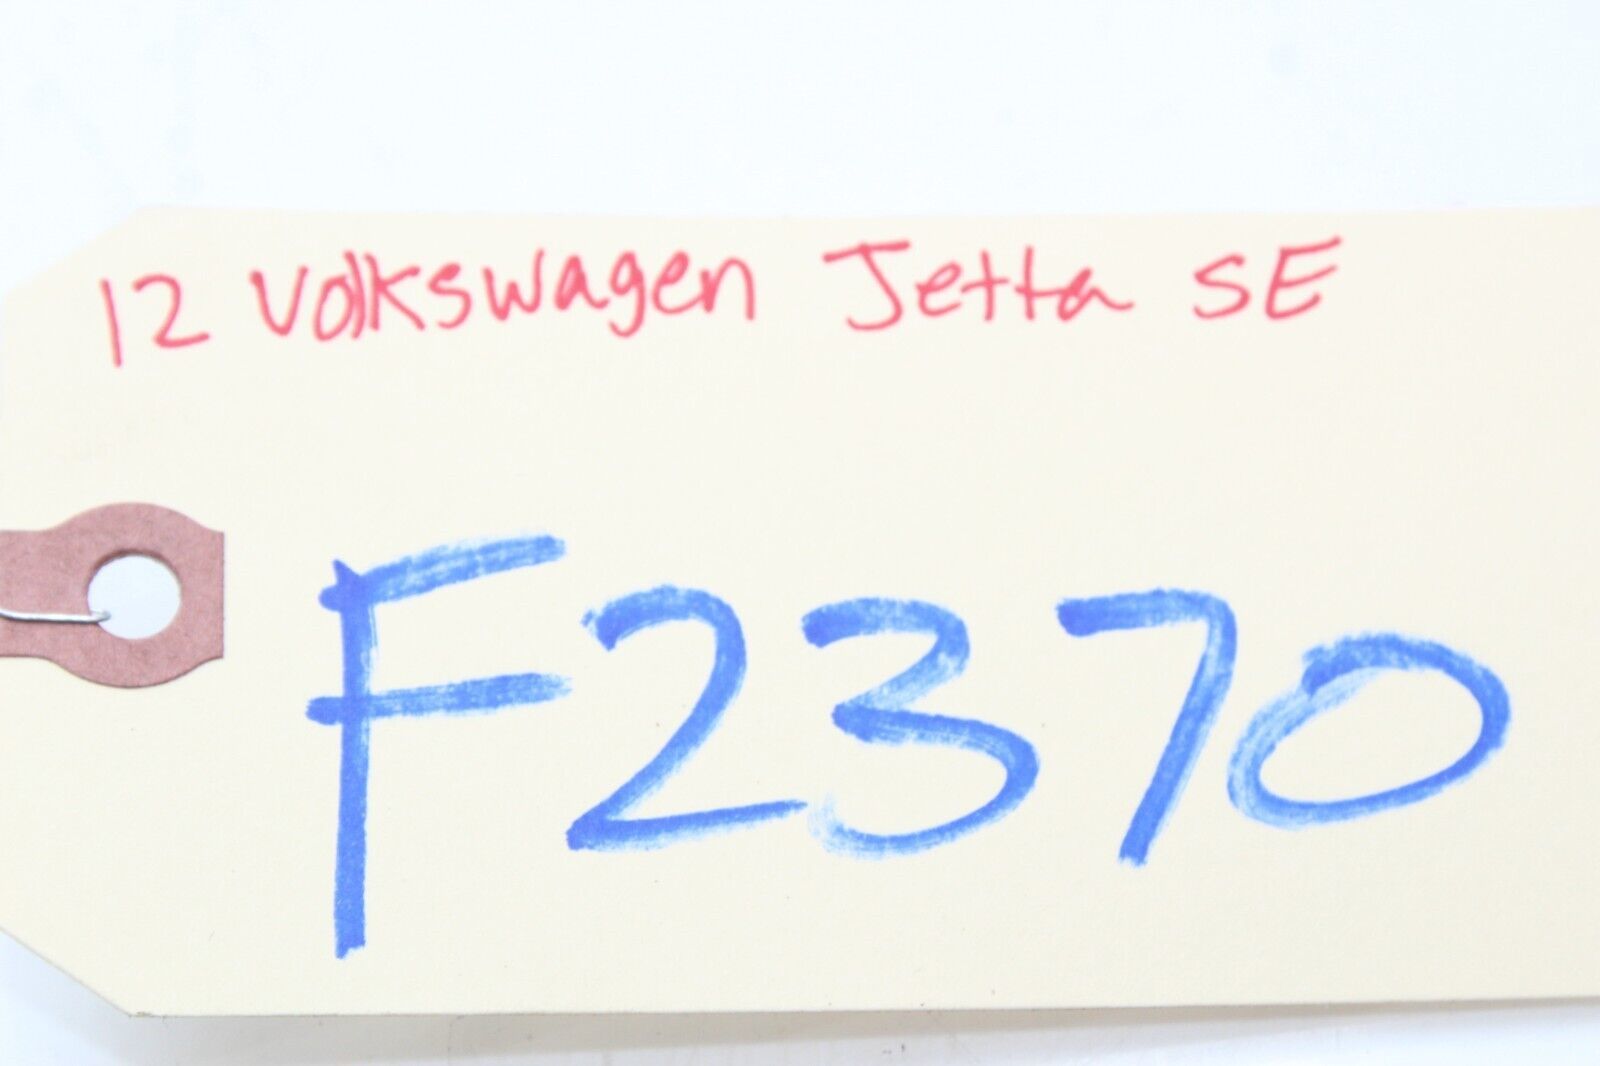 12 Volkswagen Jetta SE
F2370